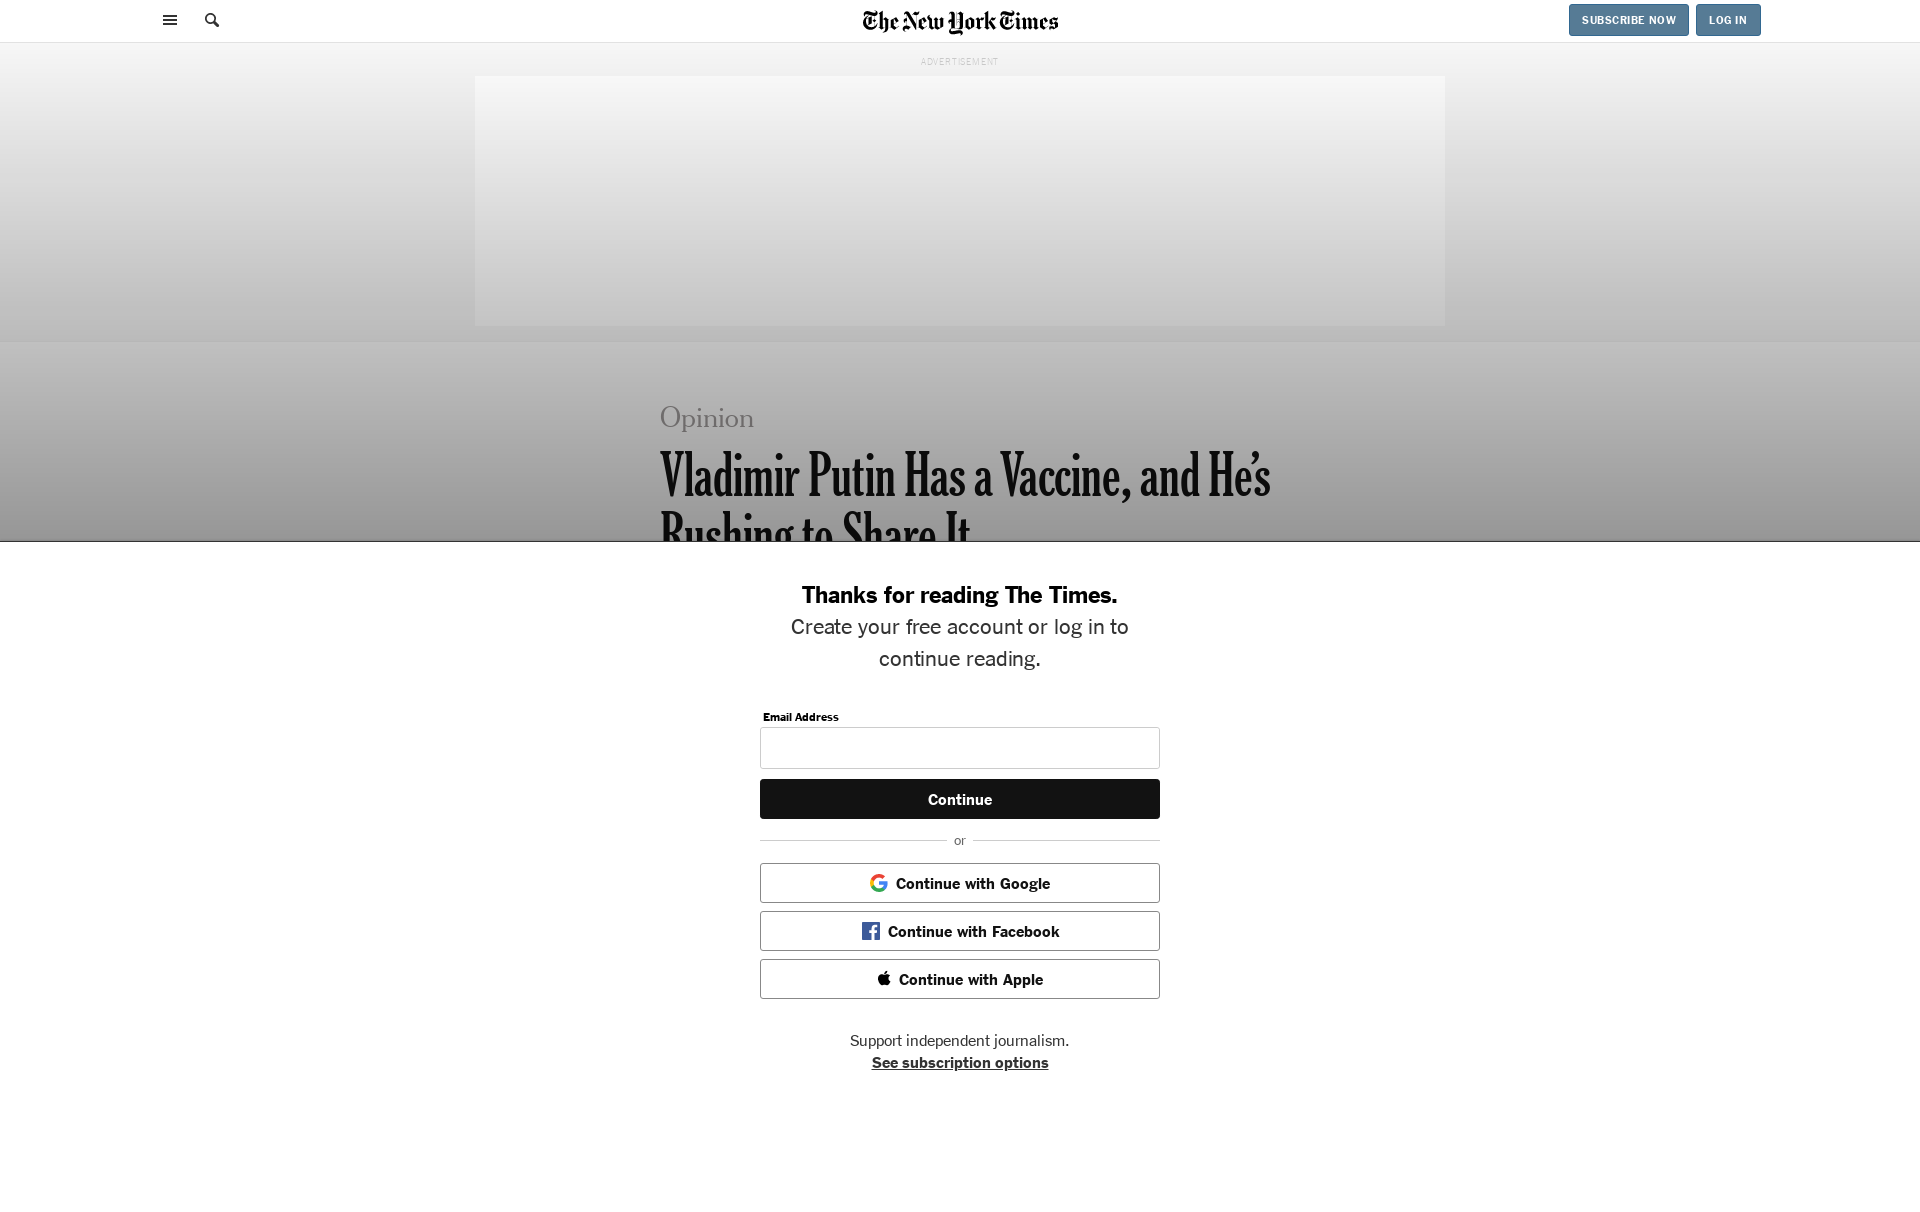 The New York Times
SUBSCRIBE NOW
LOG IN
ADVERTISEMENT
Opinion
Vladimir Putin Has a Vaccine, and He’s
Rushing to Share It
Thanks for reading The Times.
Create your free account or log in to
continue reading.
Email Address
Continue
or
Continue with Google
Continue with Facebook
Continue with Apple
Support independent journalism.
See subscription options